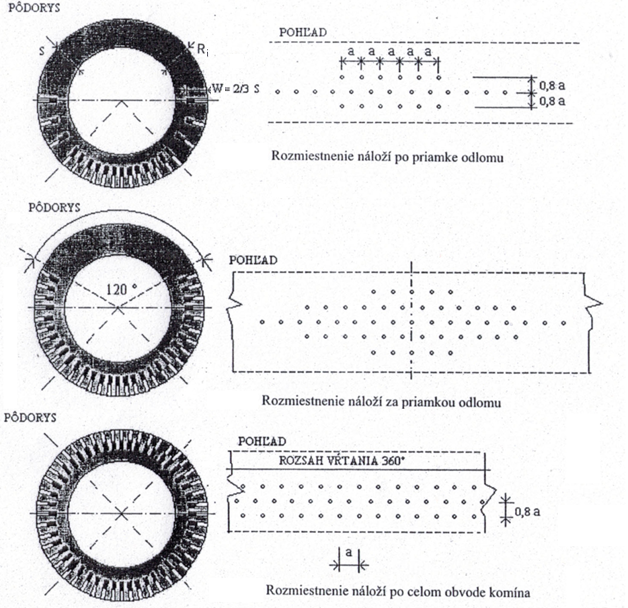 PÔDORYS
S
R i
W = 2/3 S
POHĽAD
a a a a a
0,8 a
0,8 a
Rozmiestnenie náloží po priamke odlomu
PÔDORYS
120 °
POHĽAD
Rozmiestnenie náloží za priamkou odlomu
PÔDORYS
POHĽAD
ROZSAH VŔTANIA 360°
0,8 a
a
Rozmiestnenie náloží po celom obvode komína